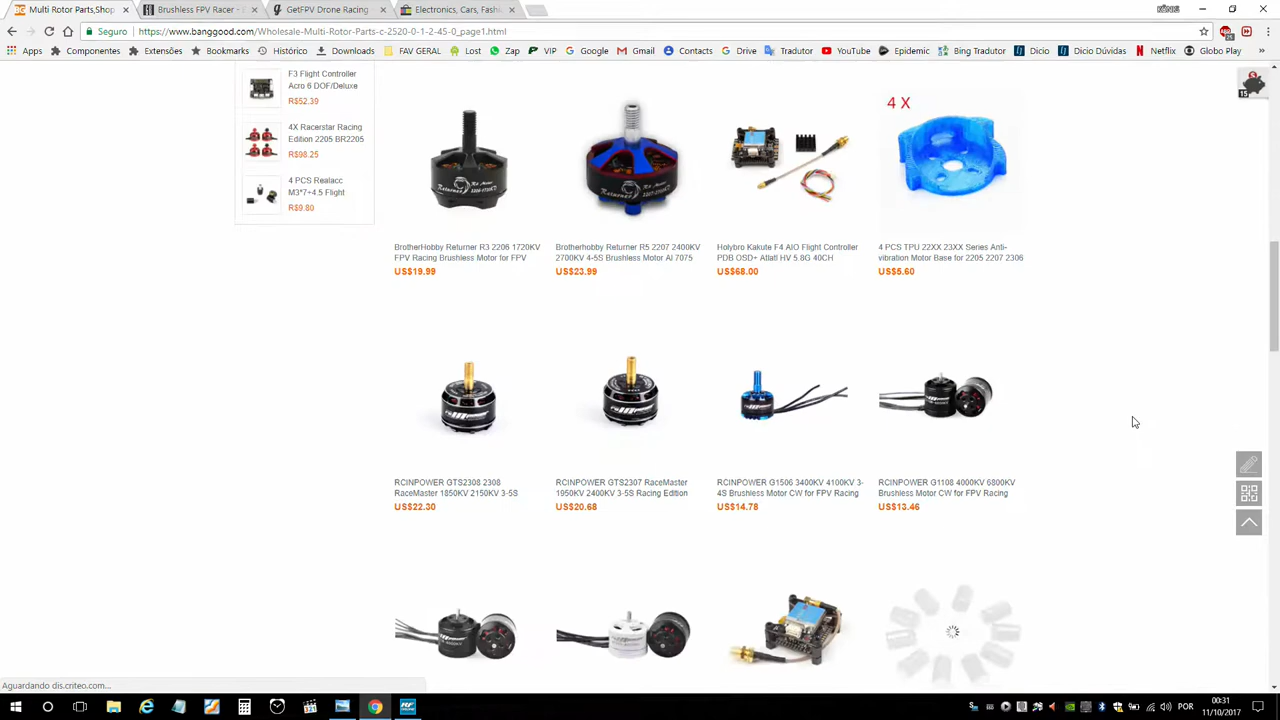 Multi Rotor Parts,Shop
Brushless FPV Racer - C
GetFPV Drone Racing
Electronics, Cars, Fashi
Seguro
https://www.banggood.com/Wholesale-Multi-Rotor-Parts-c-2520-0-1-2-45-0_page1.html
Apps
Componentes
Extensões
Bookmarks
Histórico
Downloads
FAV GERAL
Lost
Zap
VIP
Google
Gmail
Contacts
Drive
Tradutor
YouTube
Epidemic
Bing Tradutor
Dicio
Dicio Dúvidas
Netflix
Globo Play
»
F3 Flight Controller
Acro 6 DOF/Deluxe
R$52.39
4X Racerstar Racing
Edition 2205 BR2205
R$98.25
4 PCS Realacc
M3*7+4.5 Flight
R$9.80
4 X
15
BrotherHobby Returner R3 2206 1720KV
FPV Racing Brushless Motor for FPV
US$19.99
Brotherhobby Returner R5 2207 2400KV
2700KV 4-5S Brushless Motor Al 7075
US$23.99
Holybro Kakute F4 AIO Flight Controller
PDB OSD+ Atlatl HV 5.8G 40CH
US$68.00
4 PCS TPU 22XX 23XX Series Anti-
vibration Motor Base for 2205 2207 2306
US$5.60
RCINPOWER GTS2308 2308
RaceMaster 1850KV 2150KV 3-5S
US$22.30
RCINPOWER GTS2307 RaceMaster
1950KV 2400KV 3-5S Racing Edition
US$20.68
RCINPOWER G1506 3400KV 4100KV 3-
4S Brushless Motor CW for FPV Racing
US$14.78
RCINPOWER G1108 4000KV 6800KV
Brushless Motor CW for FPV Racing
US$13.46
Aguardando dis.criteo.com...
POR
00:31
11/10/2017